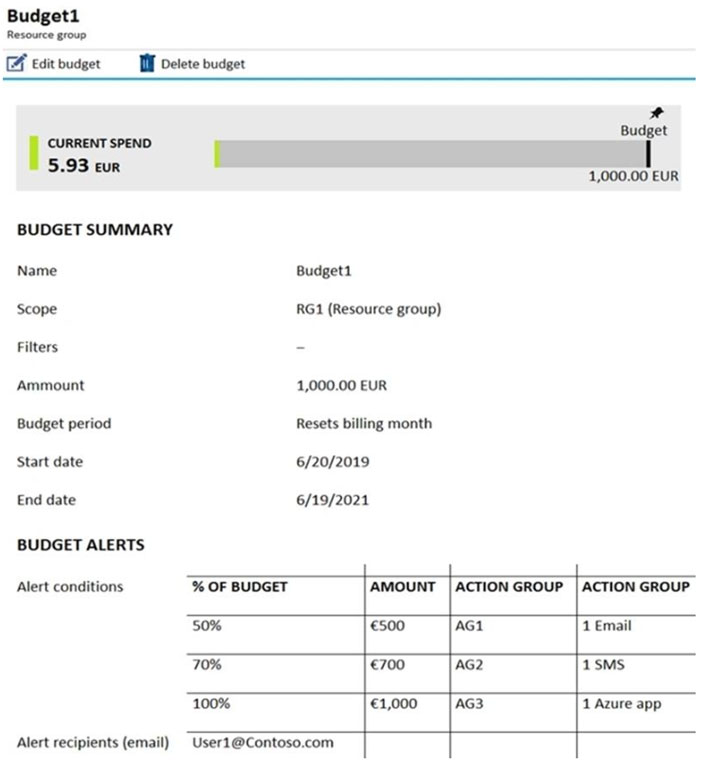 Budget1
Resource group
Edit budget Delete budget
CURRENT SPEND
5.93 EUR
Budget
1,000.00 EUR
BUDGET SUMMARY
Name Budget1
Scope RG1 (Resource group)
Filters –
Ammount 1,000.00 EUR
Budget period Resets billing month
Start date 6/20/2019
End date 6/19/2021
BUDGET ALERTS
Alert conditions % OF BUDGET AMOUNT ACTION GROUP ACTION GROUP
50% €500 AG1 1 Email
70% €700 AG2 1 SMS
100% €1,000 AG3 1 Azure app
Alert recipients (email) User1@Contoso.com